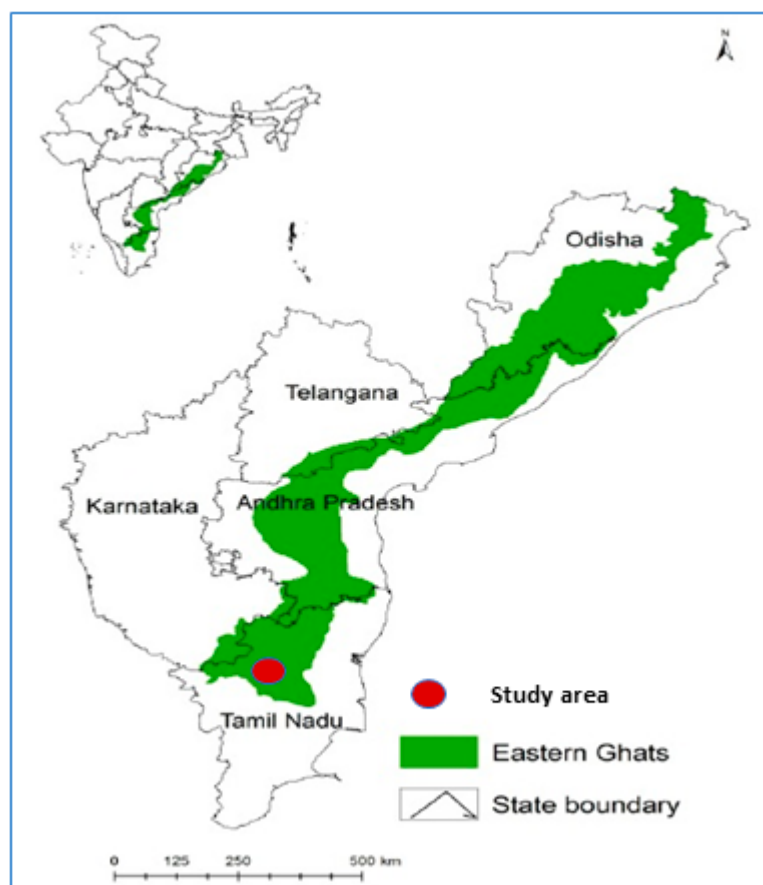 N
Odisha
Telangana
Karnataka
Andhra Pradesh
Tamil Nadu
Study area
Eastern Ghats
State boundary
0 125 250 500 km